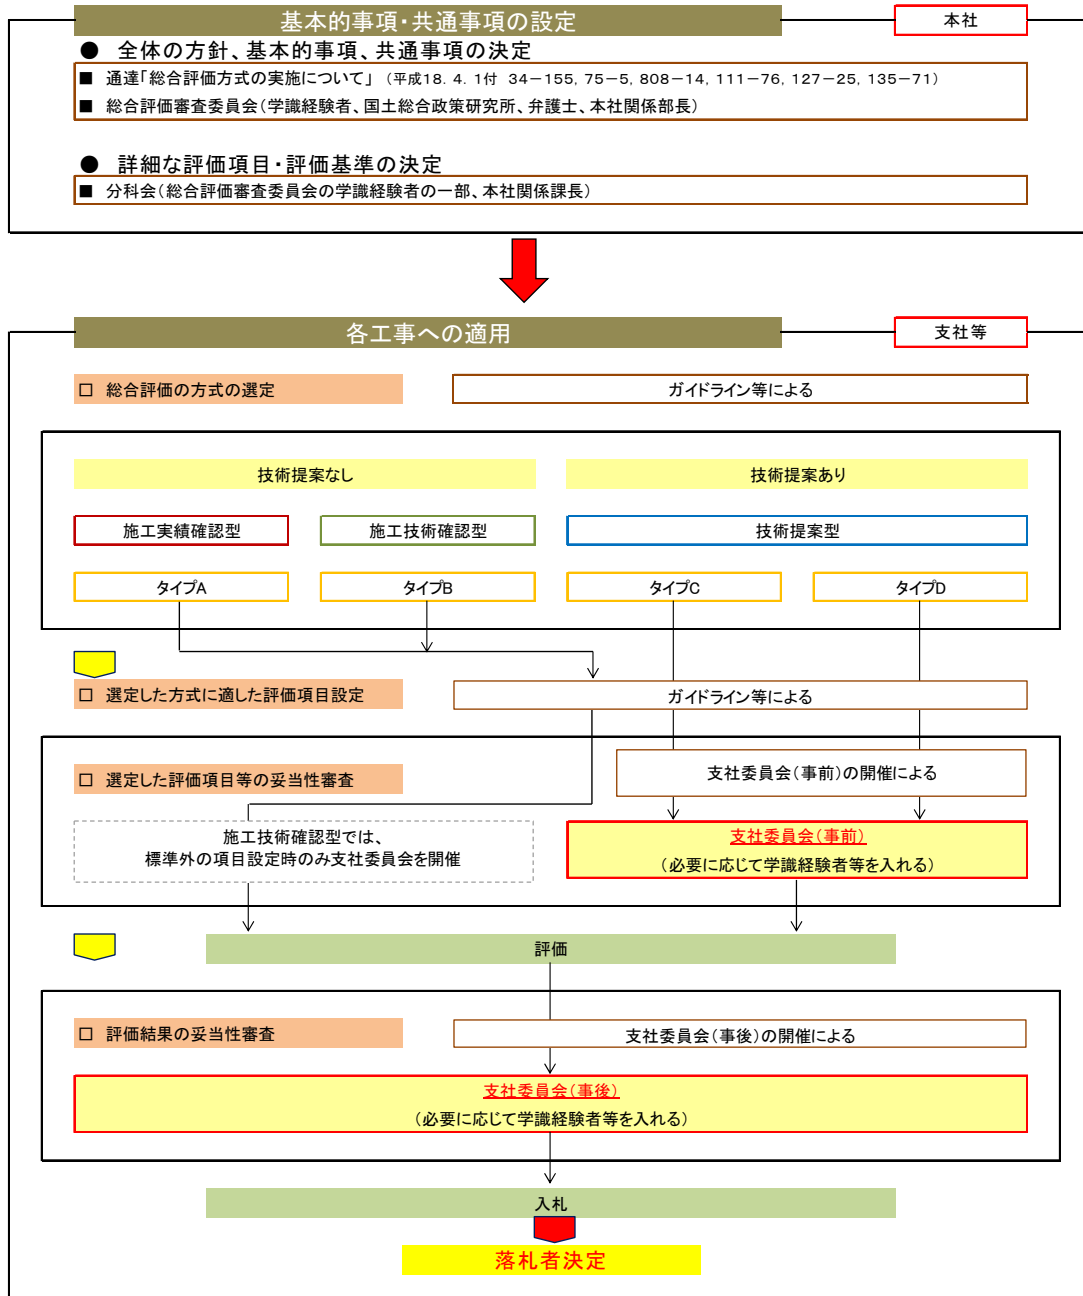 基本的事項・共通事項の設定
本社
● 全体の方針、基本的事項、共通事項の決定
■ 通達「総合評価方式の実施について」 （平成18．4．1付 34－155，75－5，808－14，111－76，127－25，135－71）
■ 総合評価審査委員会（学識経験者、国土総合政策研究所、弁護士、本社関係部長）
● 詳細な評価項目・評価基準の決定
■ 分科会（総合評価審査委員会の学識経験者の一部、本社関係課長）
各工事への適用
支社等
□ 総合評価の方式の選定
ガイドライン等による
技術提案なし
技術提案あり
施工実績確認型
施工技術確認型
技術提案型
タイプA
タイプB
タイプC
タイプD
□ 選定した方式に適した評価項目設定
ガイドライン等による
□ 選定した評価項目等の妥当性審査
支社委員会（事前）の開催による
施工技術確認型では、
標準外の項目設定時のみ支社委員会を開催
支社委員会（事前）
（必要に応じて学識経験者等を入れる）
評価
□ 評価結果の妥当性審査
支社委員会（事後）の開催による
支社委員会（事後）
（必要に応じて学識経験者等を入れる）
入札
落札者決定